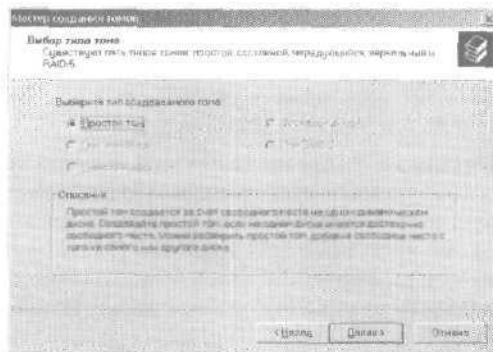 Мастер создания томов
Выбор типа тома
Существуют пять типов томов: простой, составной, чередующийся, зеркальный и
RAID-5.
Выберите тип создаваемого тома
Простой том
Описание
Простой том создается за счет свободного места на одном динамическом
диске. Создавайте простой том, если на одном диске имеется достаточно
свободного места. Можно расширить простой том, добавив свободное место с
того же самого или другого диска.
< Назад
Далее >
Отмена